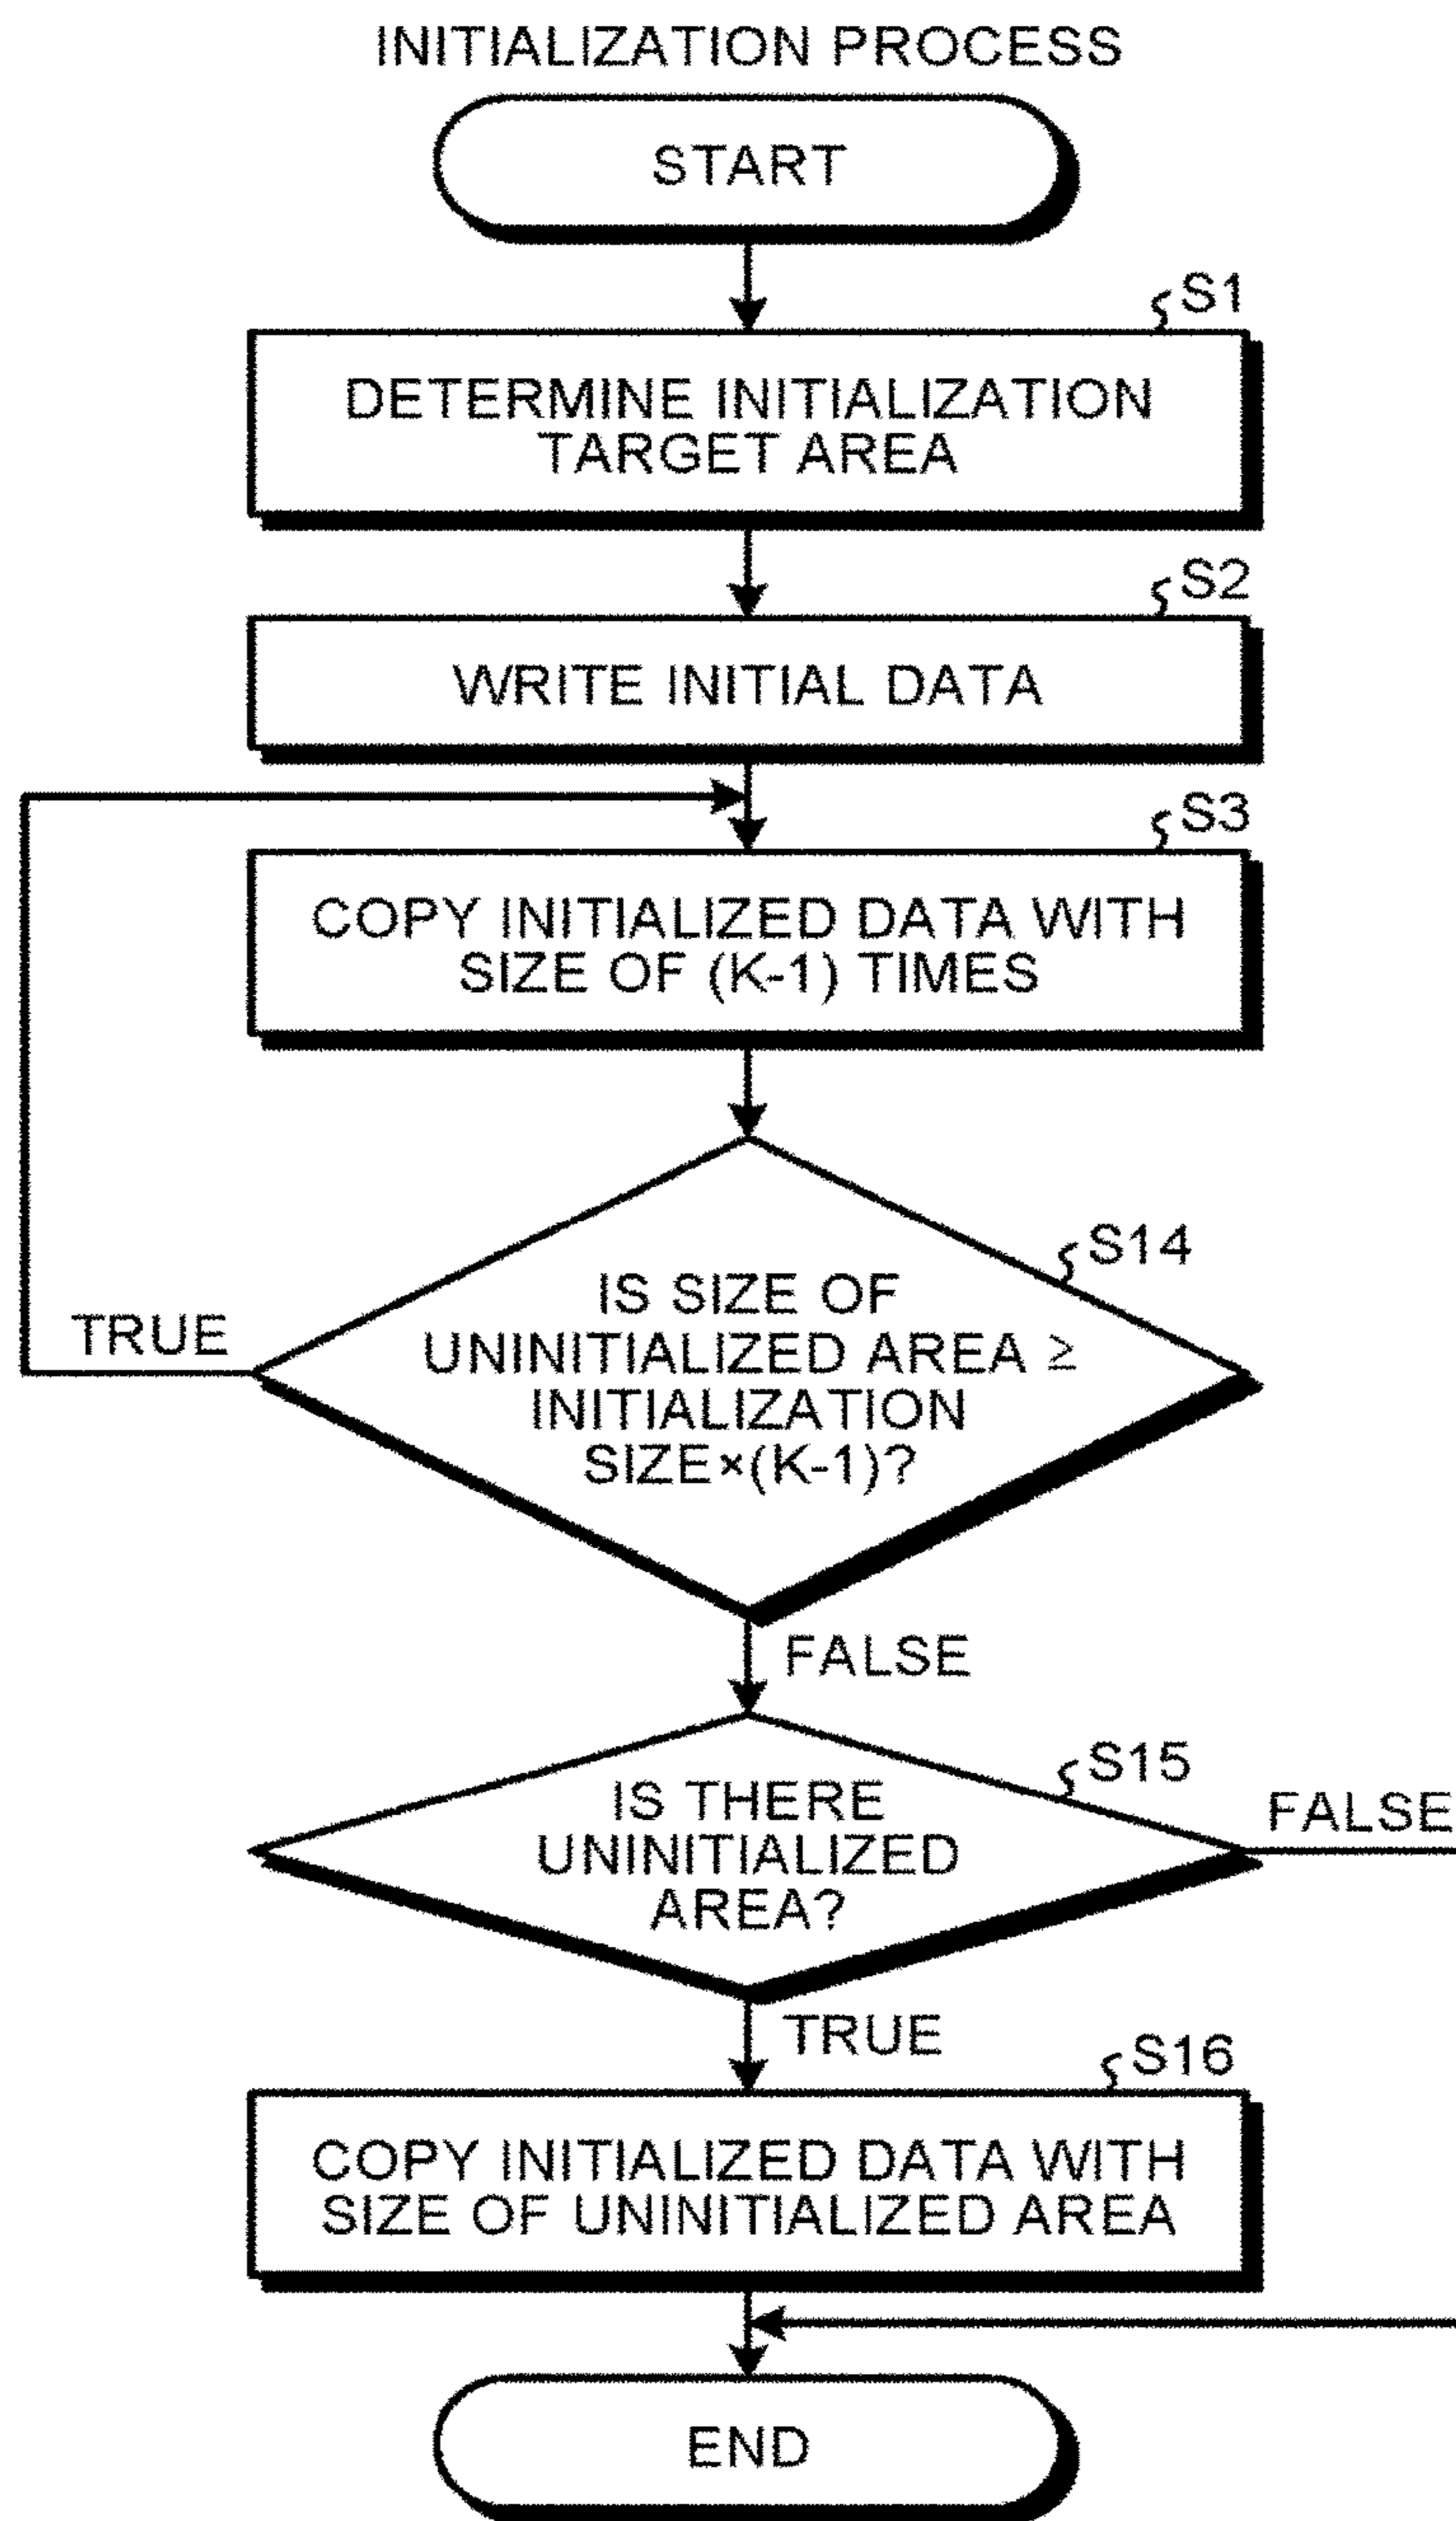 INITIALIZATION PROCESS
START
S1
DETERMINE INITIALIZATION
TARGET AREA
S2
WRITE INITIAL DATA
S3
COPY INITIALIZED DATA WITH
SIZE OF (K-1) TIMES
S14
IS SIZE OF
UNINITIALIZED AREA ≥
INITIALIZATION
SIZE×(K-1)?
TRUE
FALSE
S15
IS THERE
UNINITIALIZED
AREA?
FALSE
TRUE
S16
COPY INITIALIZED DATA WITH
SIZE OF UNINITIALIZED AREA
END